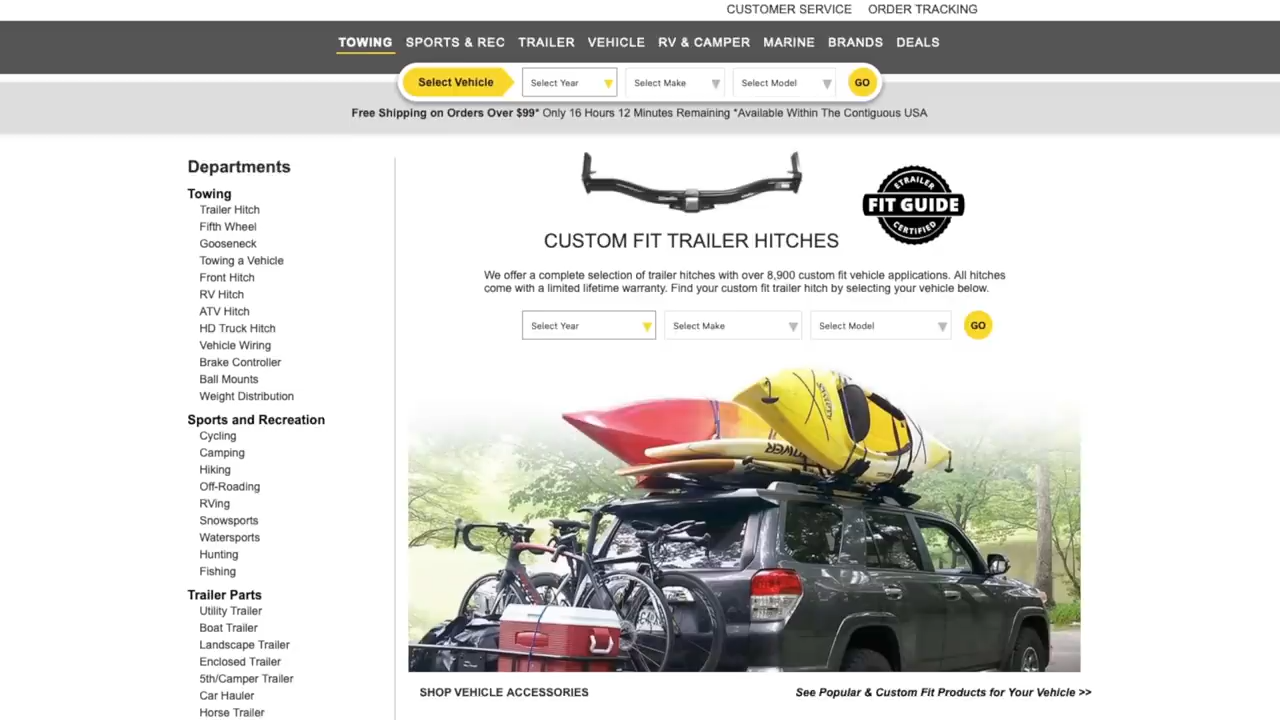 CUSTOMER SERVICE ORDER TRACKING
TOWING SPORTS & REC TRAILER VEHICLE RV & CAMPER MARINE BRANDS DEALS
Select Vehicle Select Year Select Make Select Model GO
Free Shipping on Orders Over $99* Only 16 Hours 12 Minutes Remaining *Available Within The Contiguous USA
Departments
Towing
Trailer Hitch
Fifth Wheel
Gooseneck
Towing a Vehicle
Front Hitch
RV Hitch
ATV Hitch
HD Truck Hitch
Vehicle Wiring
Brake Controller
Ball Mounts
Weight Distribution
Sports and Recreation
Cycling
Camping
Hiking
Off-Roading
RVing
Snowsports
Watersports
Hunting
Fishing
Trailer Parts
Utility Trailer
Boat Trailer
Landscape Trailer
Enclosed Trailer
5th/Camper Trailer
Car Hauler
Horse Trailer
ETRAILER
FIT GUIDE
CERTIFIED
CUSTOM FIT TRAILER HITCHES
We offer a complete selection of trailer hitches with over 8,900 custom fit vehicle applications. All hitches
come with a limited lifetime warranty. Find your custom fit trailer hitch by selecting your vehicle below.
Select Year Select Make Select Model GO
SHOP VEHICLE ACCESSORIES
See Popular & Custom Fit Products for Your Vehicle >>